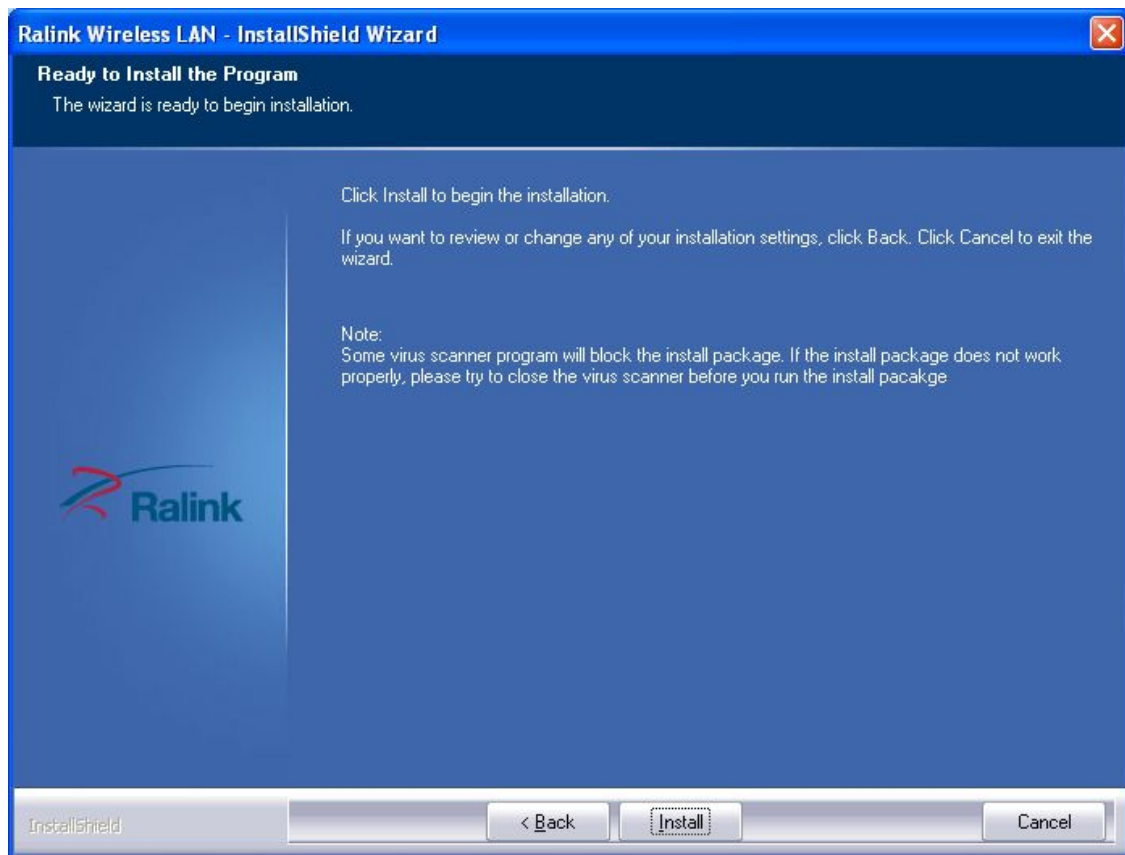 Ralink Wireless LAN - InstallShield Wizard
Ready to Install the Program
The wizard is ready to begin installation.
Click Install to begin the installation.
If you want to review or change any of your installation settings, click Back. Click Cancel to exit the
wizard.
Note:
Some virus scanner program will block the install package. If the install package does not work
properly, please try to close the virus scanner before you run the install pacakge
Ralink
InstallShield
< Back
Install
Cancel